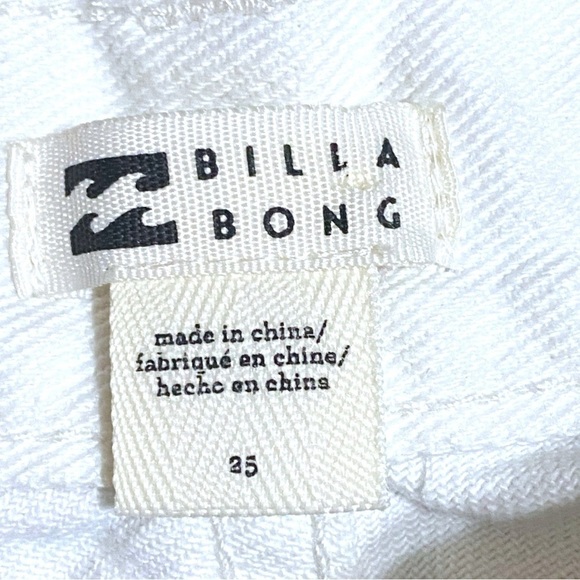 BILLA
BONG
made in china/
fabriqué en chine/
hecho en china
25